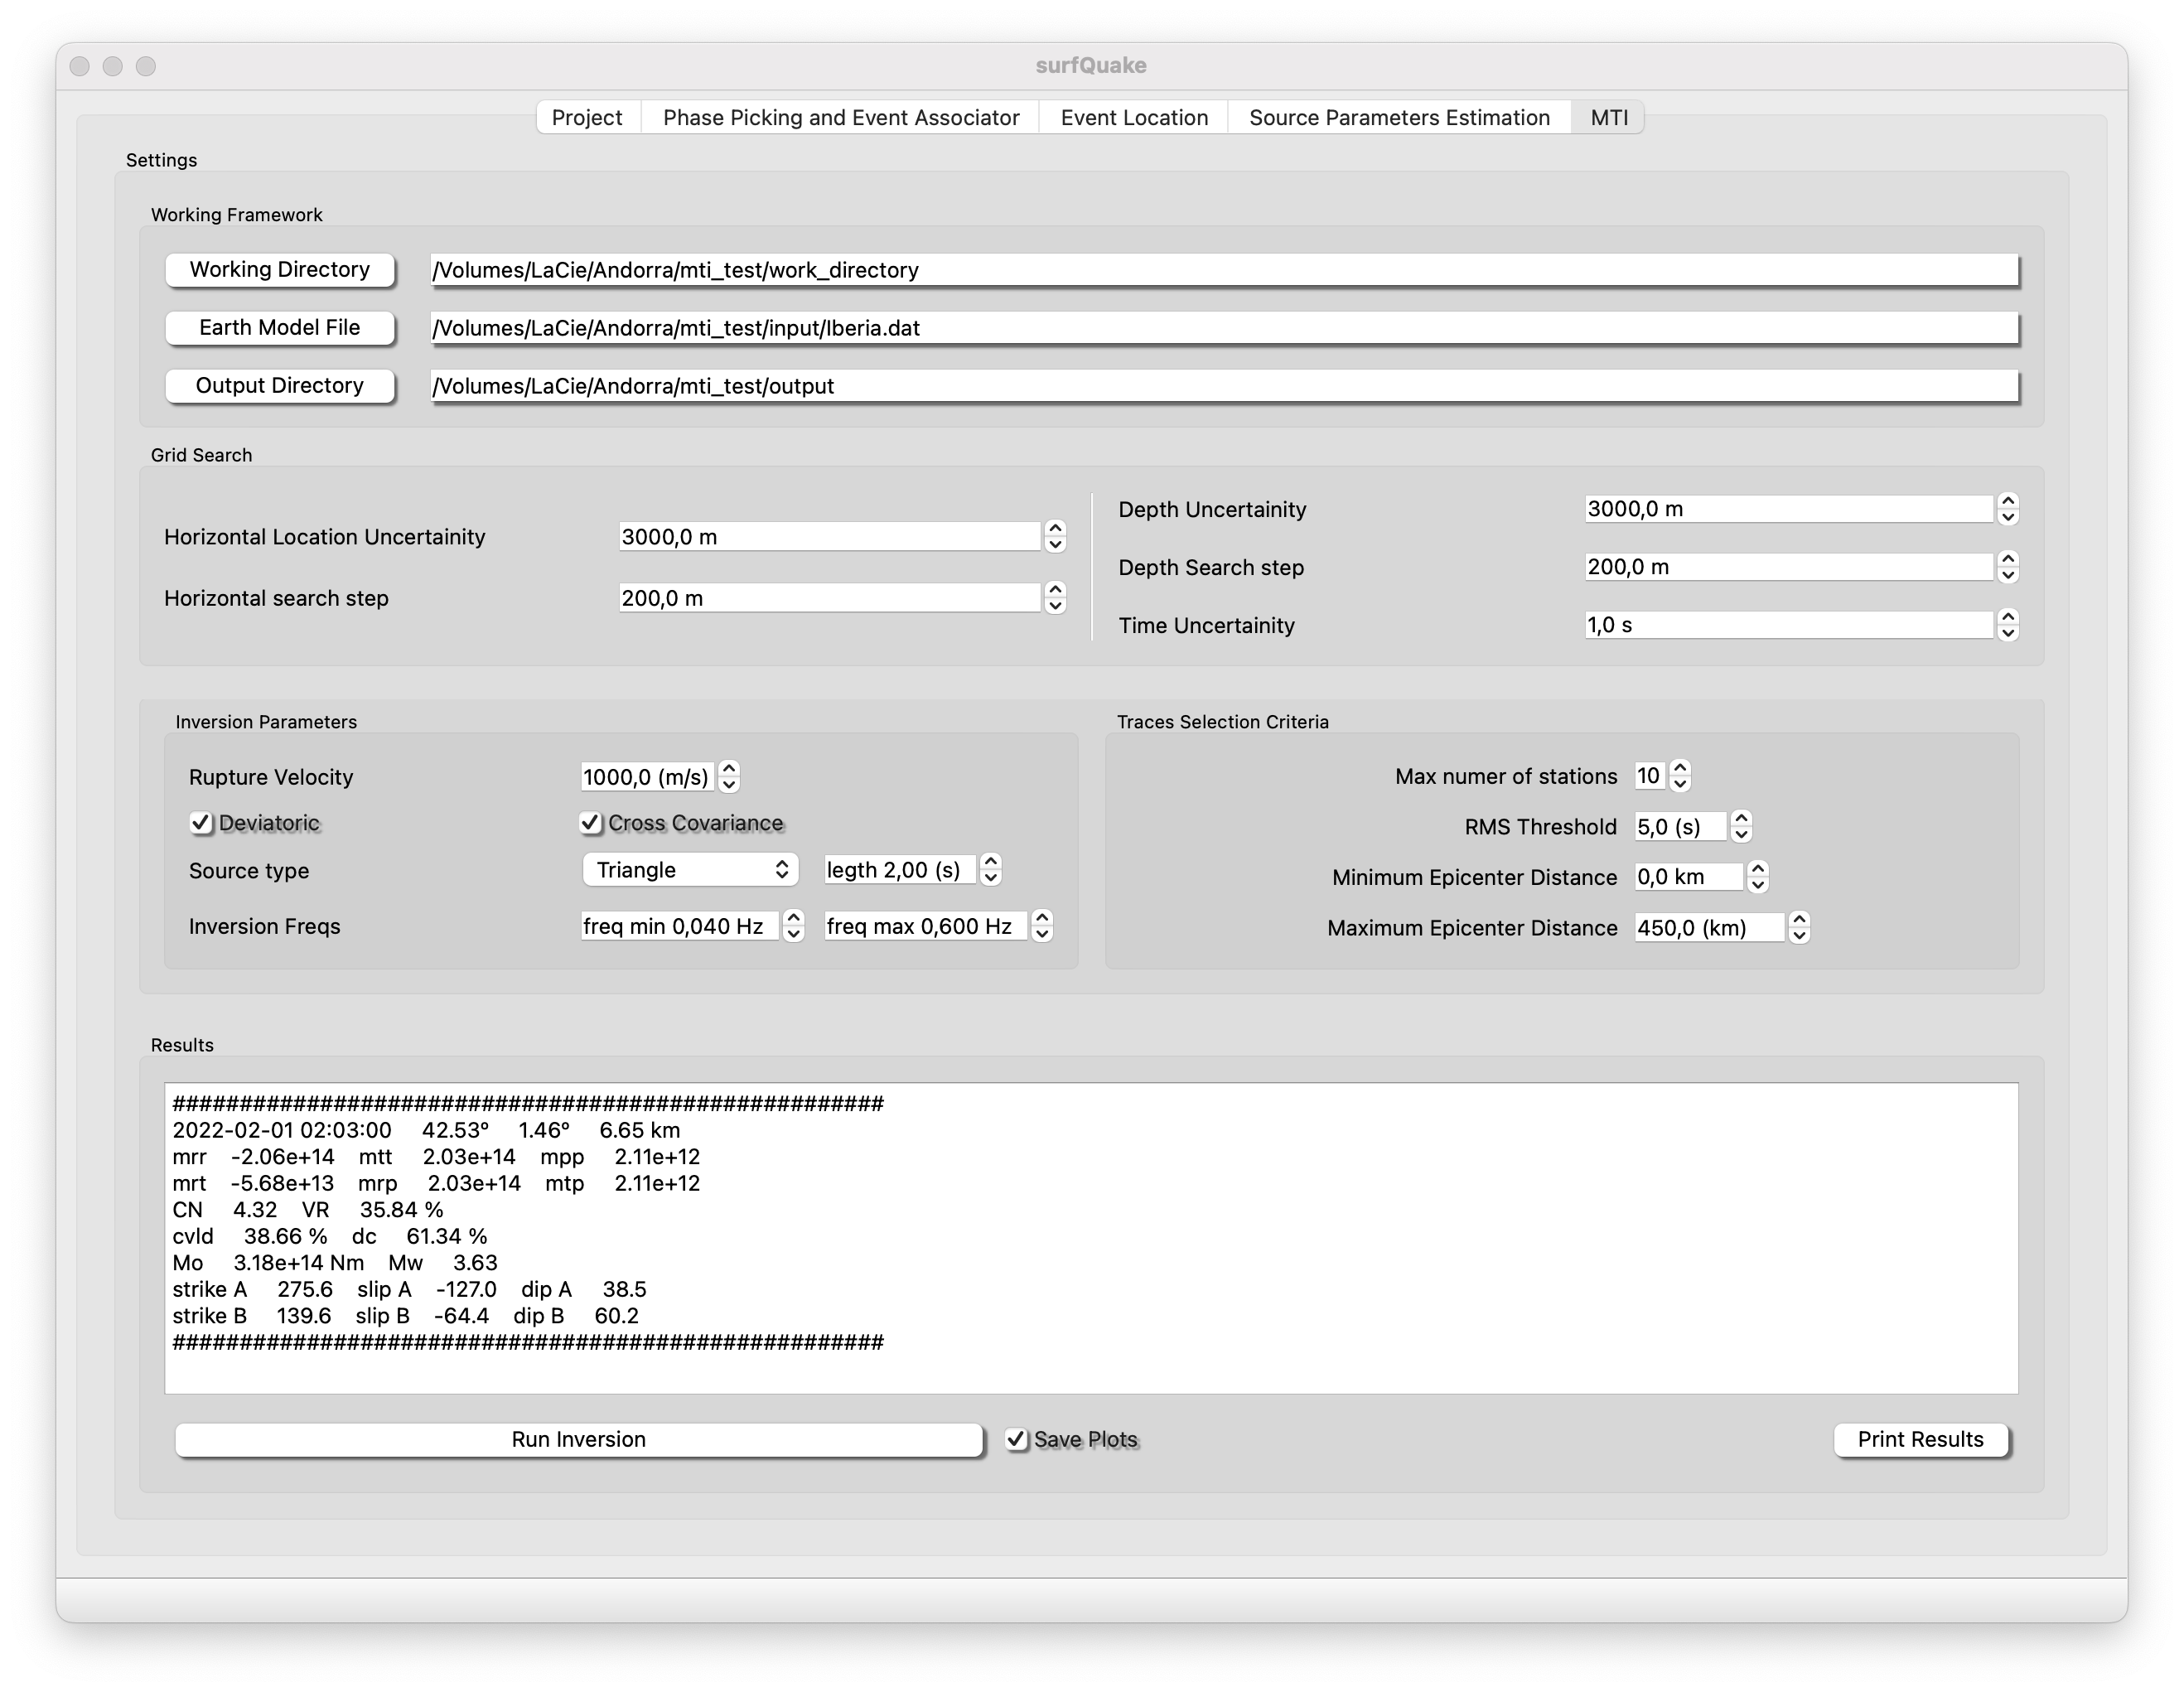 surfQuake
Project Phase Picking and Event Associator Event Location Source Parameters Estimation MTI
Settings
Working Framework
Working Directory /Volumes/LaCie/Andorra/mti_test/work_directory
Earth Model File /Volumes/LaCie/Andorra/mti_test/input/Iberia.dat
Output Directory /Volumes/LaCie/Andorra/mti_test/output
Grid Search
Horizontal Location Uncertainity 3000,0 m
Horizontal search step 200,0 m
Depth Uncertainity 3000,0 m
Depth Search step 200,0 m
Time Uncertainity 1,0 s
Inversion Parameters
Rupture Velocity 1000,0 (m/s)
Deviatoric Cross Covariance
Source type Triangle legth 2,00 (s)
Inversion Freqs freq min 0,040 Hz freq max 0,600 Hz
Traces Selection Criteria
Max numer of stations 10
RMS Threshold 5,0 (s)
Minimum Epicenter Distance 0,0 km
Maximum Epicenter Distance 450,0 (km)
Results
#####################################################
2022-02-01 02:03:00 42.53º 1.46º 6.65 km
mrr -2.06e+14 mtt 2.03e+14 mpp 2.11e+12
mrt -5.68e+13 mrp 2.03e+14 mtp 2.11e+12
CN 4.32 VR 35.84 %
cvld 38.66 % dc 61.34 %
Mo 3.18e+14 Nm Mw 3.63
strike A 275.6 slip A -127.0 dip A 38.5
strike B 139.6 slip B -64.4 dip B 60.2
#####################################################
Run Inversion Save Plots Print Results